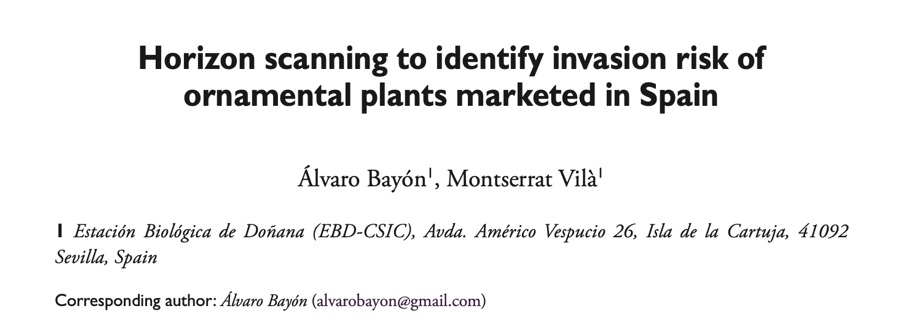 Horizon scanning to identify invasion risk of
ornamental plants marketed in Spain
Álvaro Bayón¹, Montserrat Vilà¹
1 Estación Biológica de Doñana (EBD-CSIC), Avda. Américo Vespucio 26, Isla de la Cartuja, 41092
Sevilla, Spain
Corresponding author: Álvaro Bayón (alvarobayon@gmail.com)